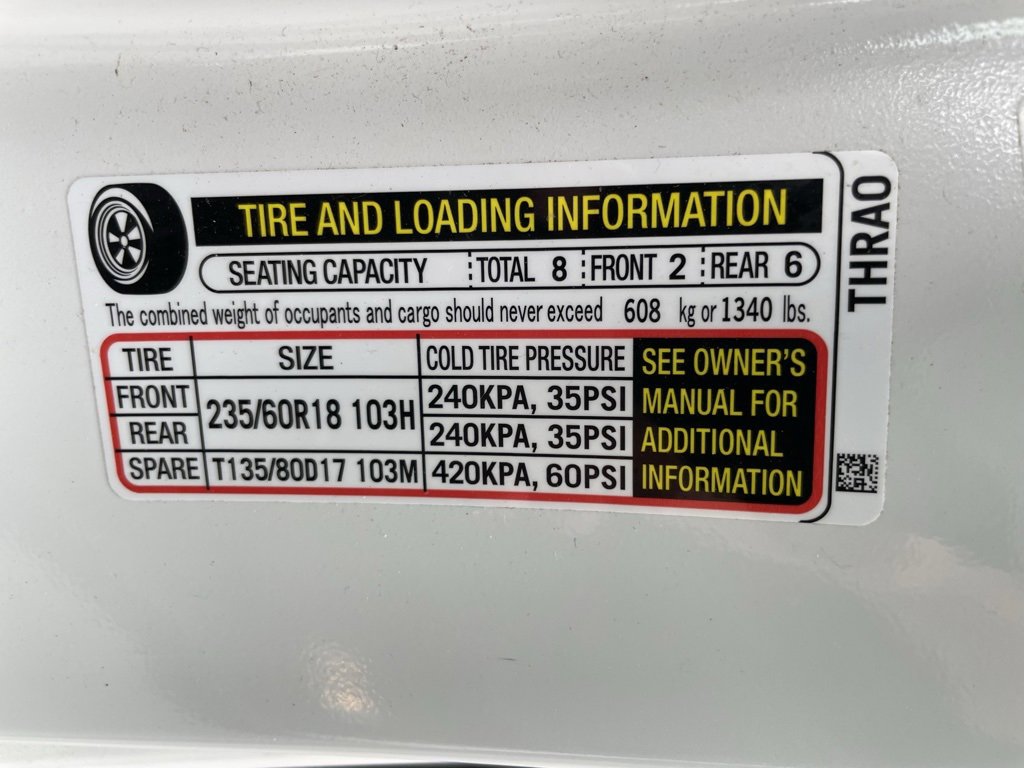 TIRE AND LOADING INFORMATION
SEATING CAPACITY TOTAL 8 FRONT 2 REAR 6
The combined weight of occupants and cargo should never exceed 608 kg or 1340 lbs.
TIRE SIZE COLD TIRE PRESSURE
FRONT 235/60R18 103H 240KPA, 35PSI
REAR 240KPA, 35PSI
SPARE T135/80D17 103M 420KPA, 60PSI
SEE OWNER'S
MANUAL FOR
ADDITIONAL
INFORMATION
THRAO